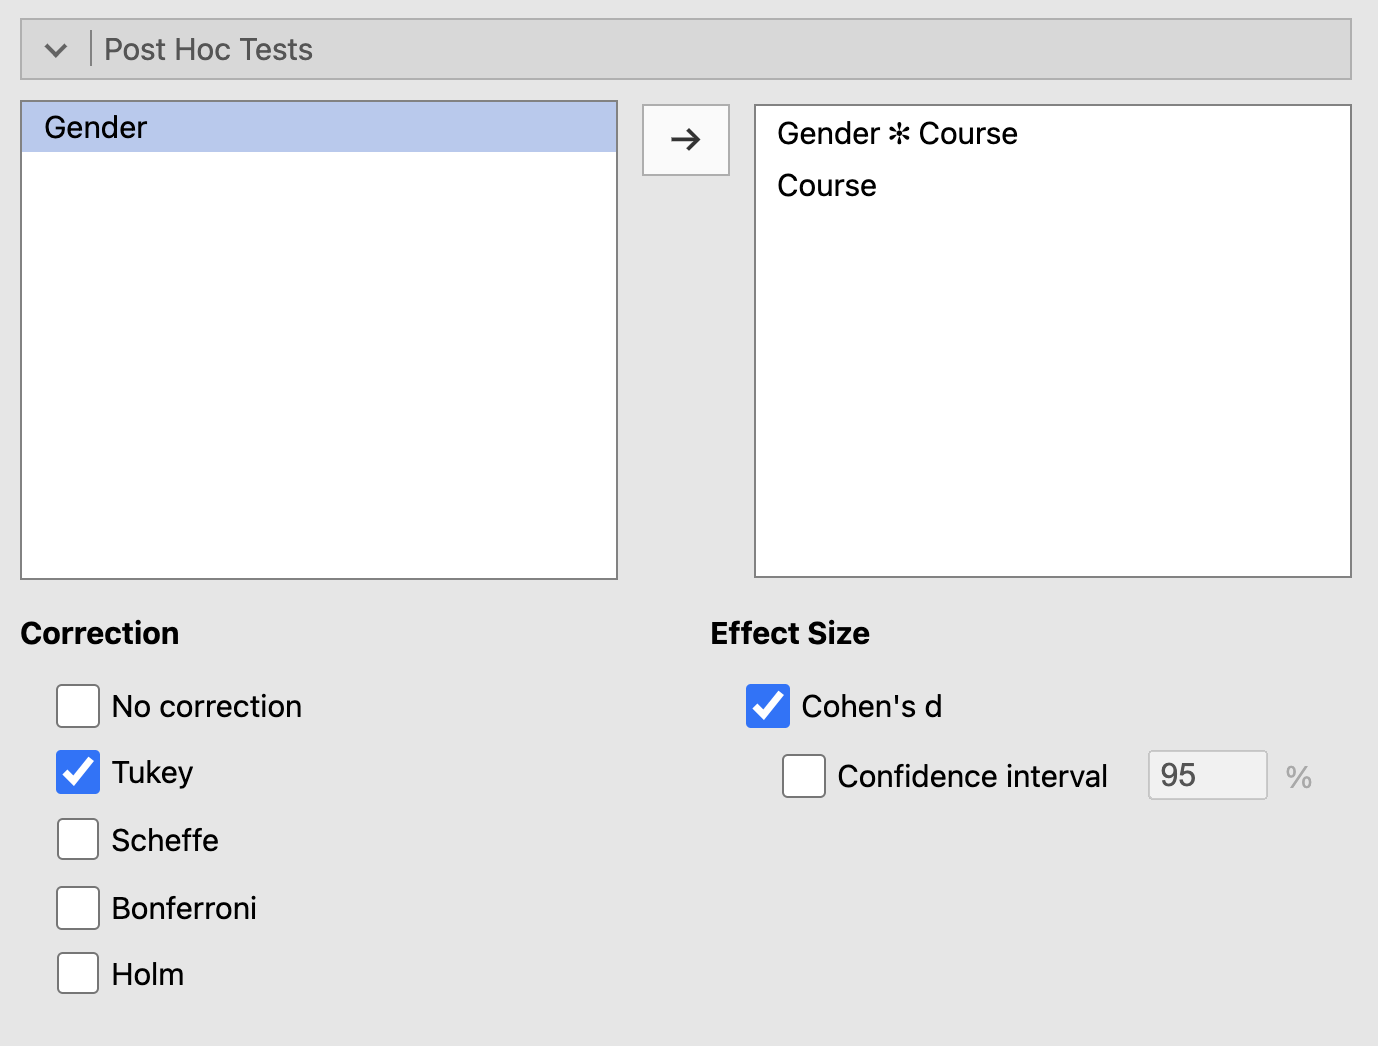 Post Hoc Tests
Gender
Gender ✻ Course
Course
Correction
No correction
Tukey
Scheffe
Bonferroni
Holm
Effect Size
Cohen's d
Confidence interval 95 %